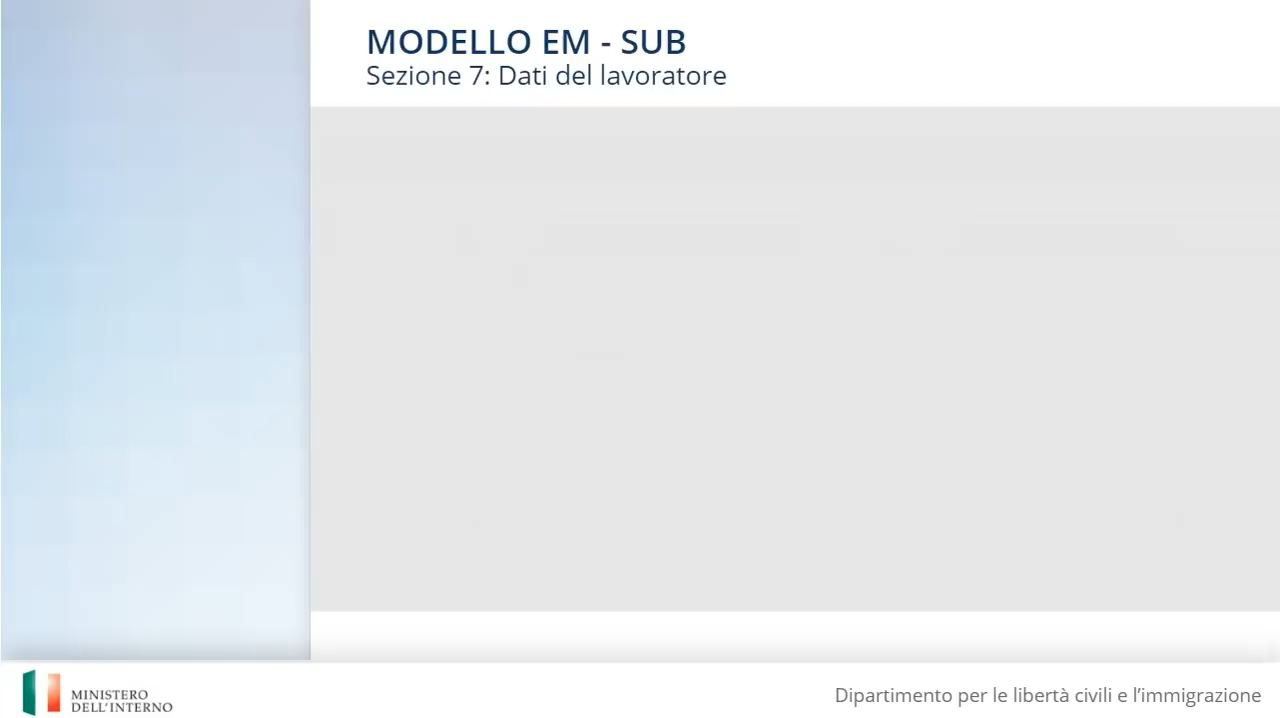 MODELLO EM - SUB
Sezione 7: Dati del lavoratore
MINISTERO
DELL'INTERNO
Dipartimento per le libertà civili e l’immigrazione